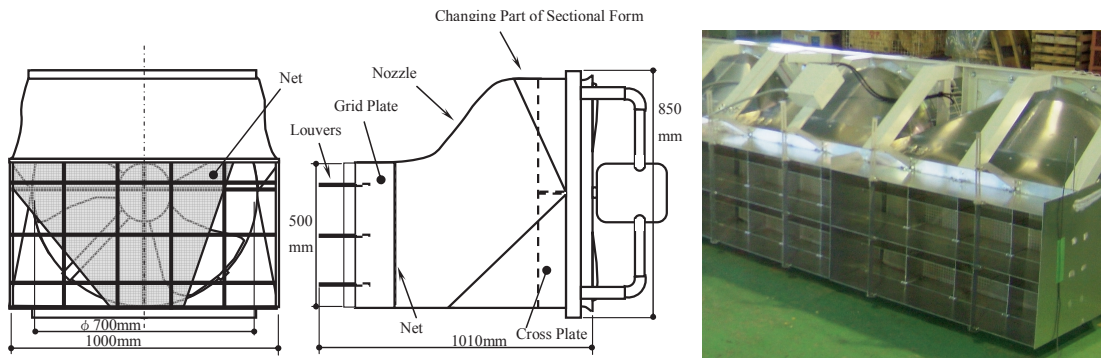 Changing Part of Sectional Form
Net
Nozzle
Grid Plate
Louvers
850
mm
500
mm
φ 700mm
1000mm
Net
Cross Plate
1010mm